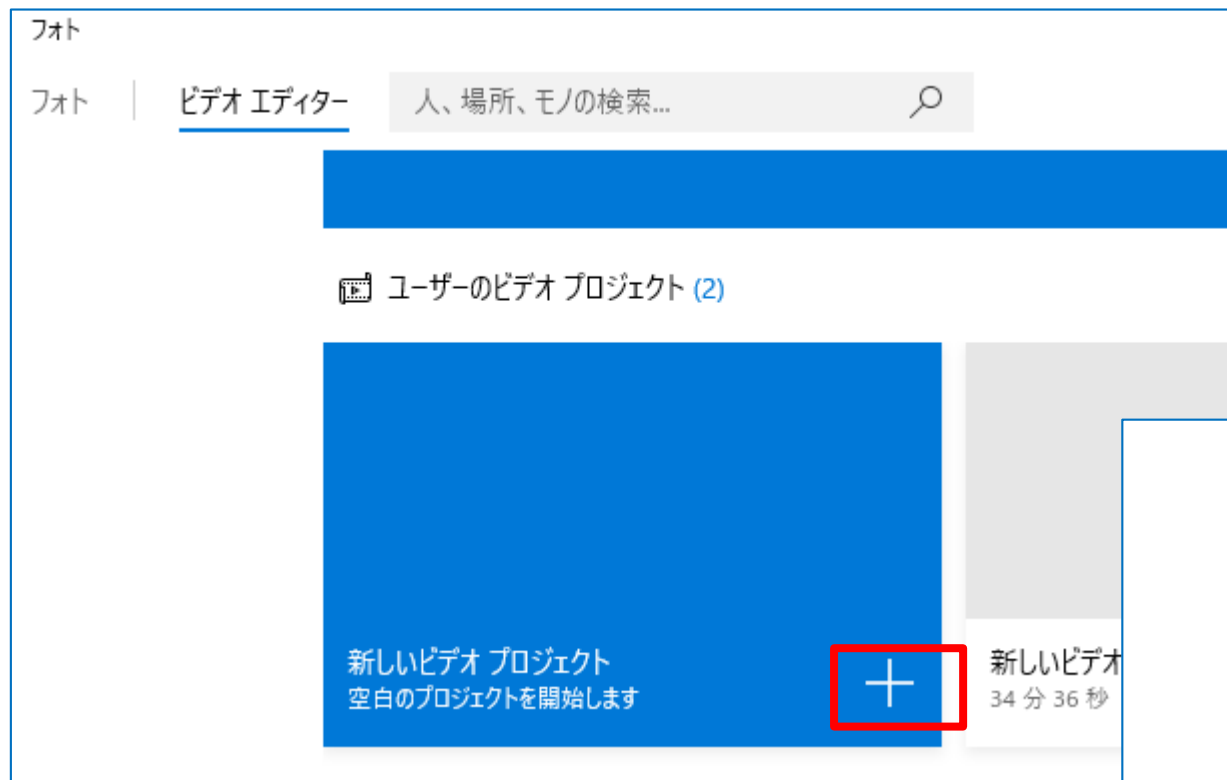 フォト
フォト
ビデオ エディター
人、場所、モノの検索...
ユーザーのビデオ プロジェクト (2)
新しいビデオ プロジェクト
空白のプロジェクトを開始します
新しいビデオ
34 分 36 秒